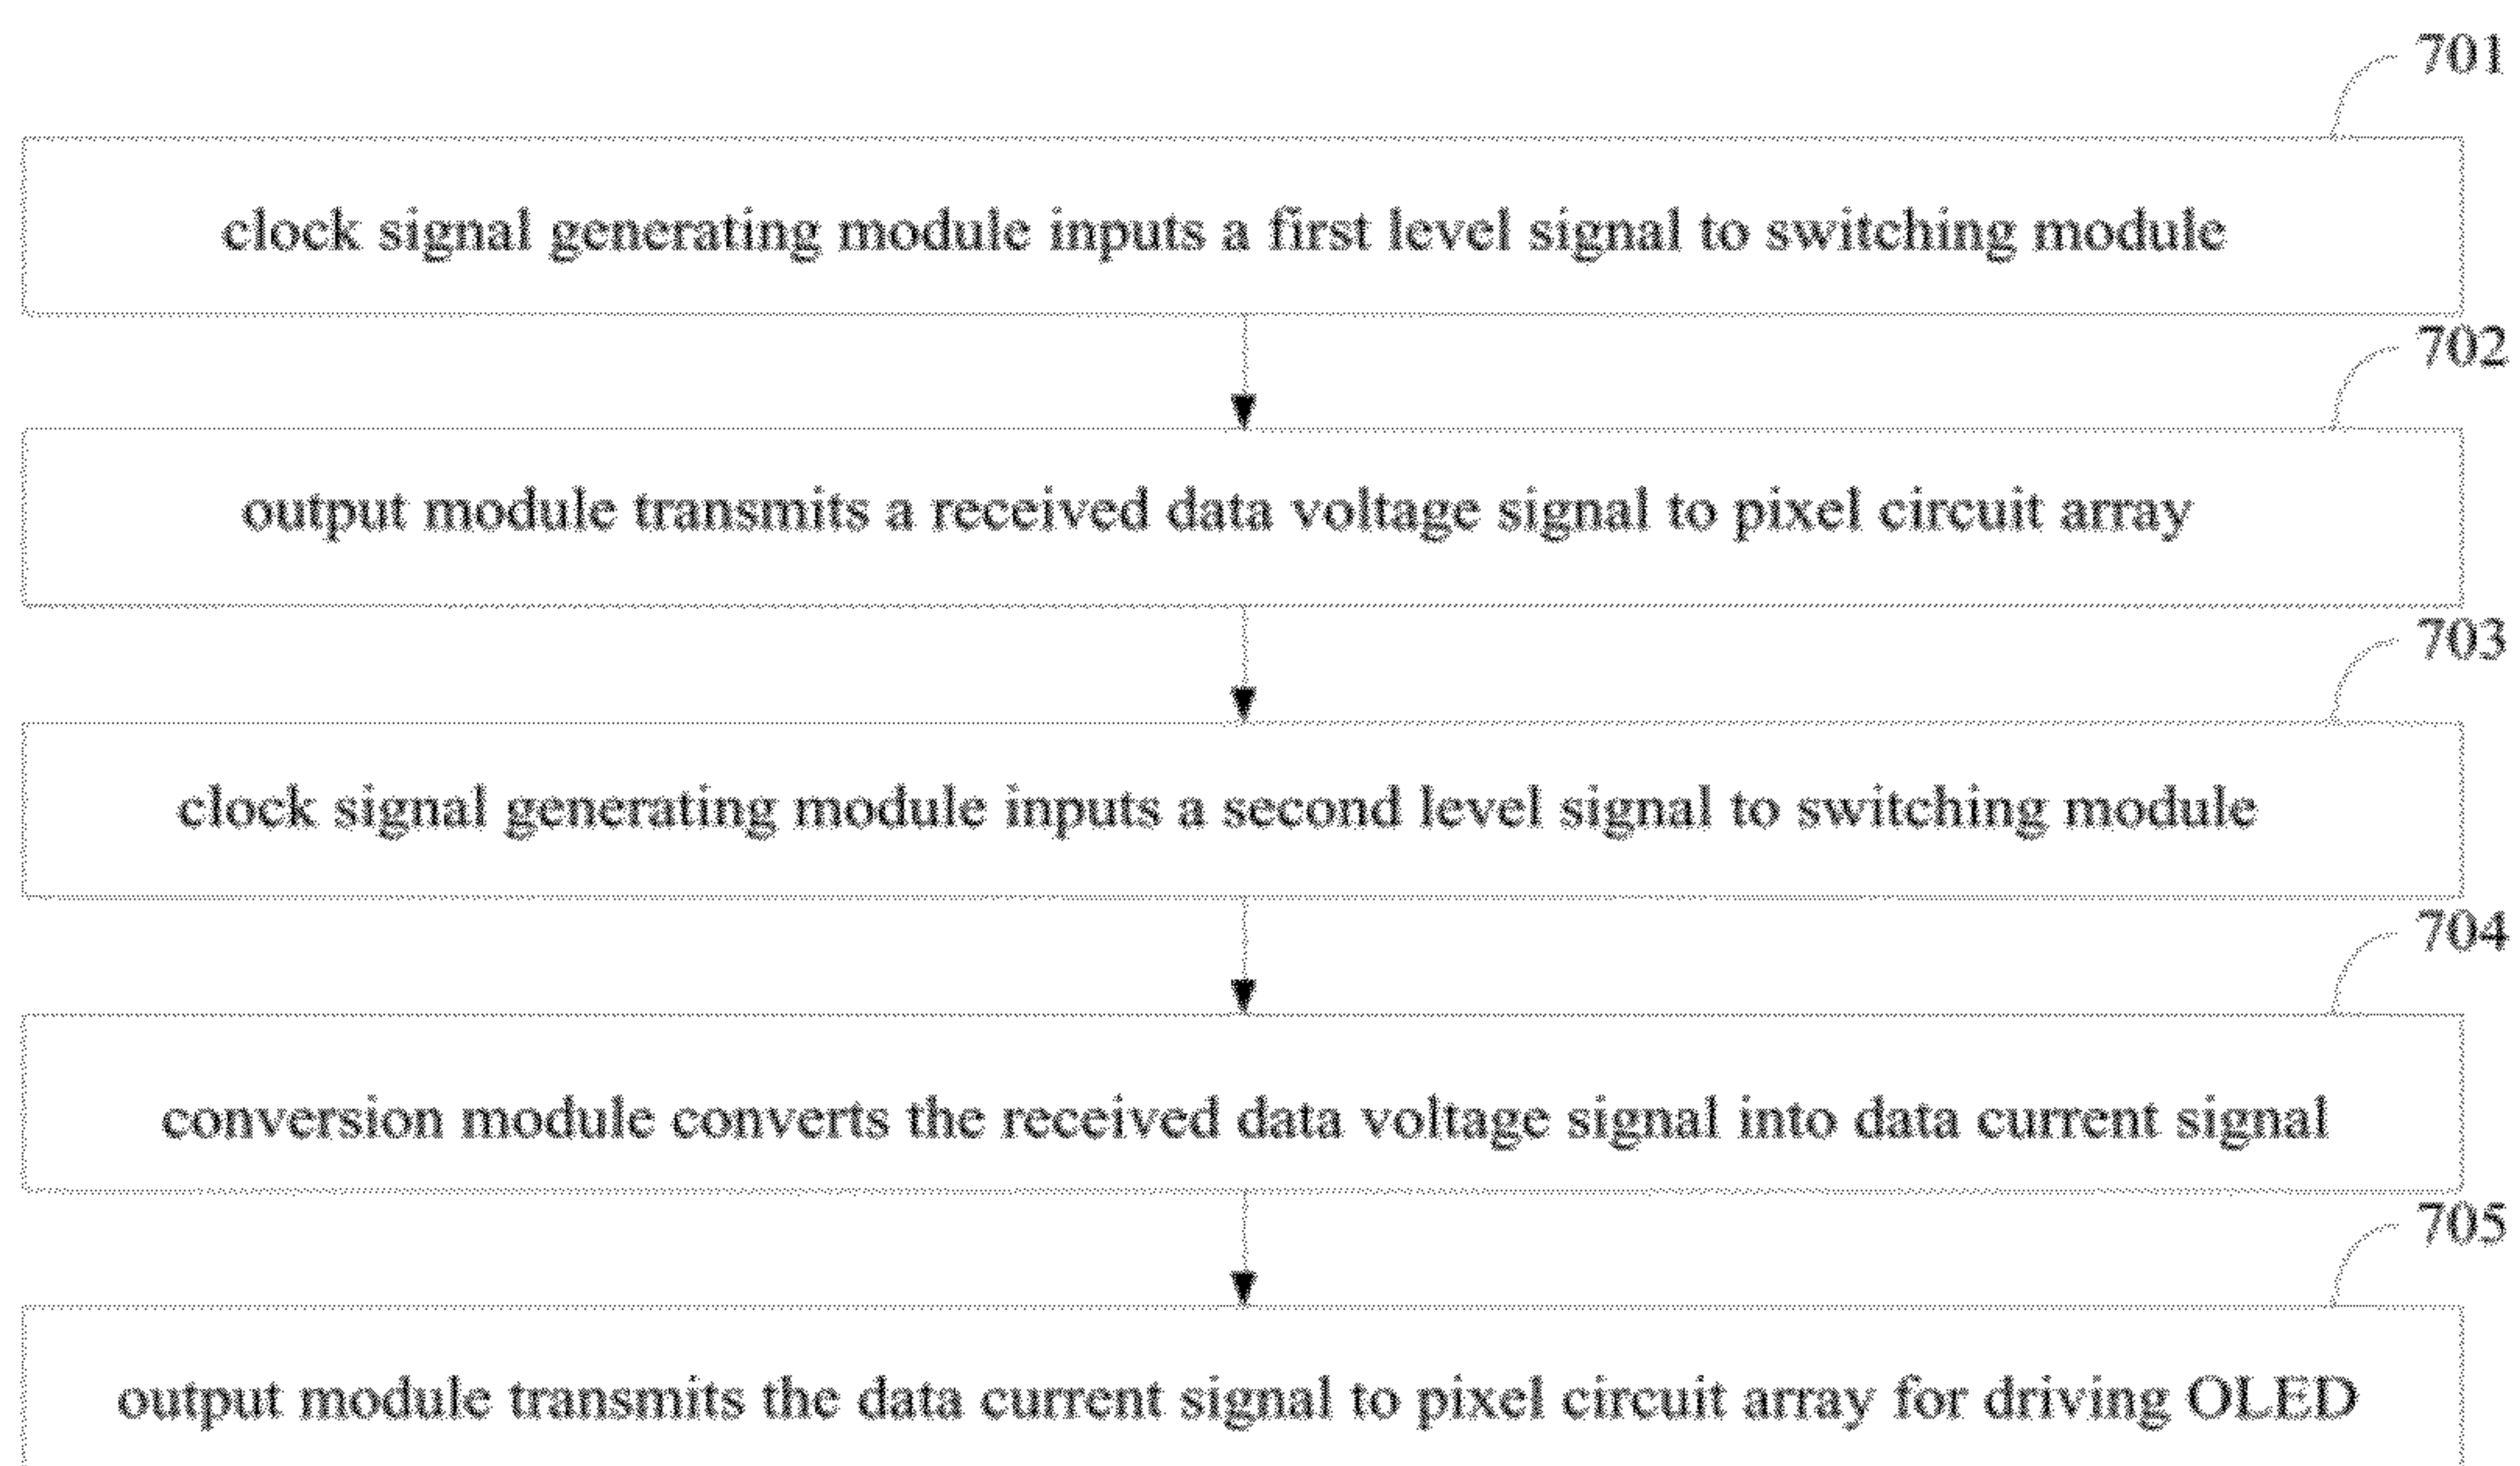 701
clock signal generating module inputs a first level signal to switching module
702
output module transmits a received data voltage signal to pixel circuit array
703
clock signal generating module inputs a second level signal to switching module
704
conversion module converts the received data voltage signal into data current signal
705
output module transmits the data current signal to pixel circuit array for driving OLED